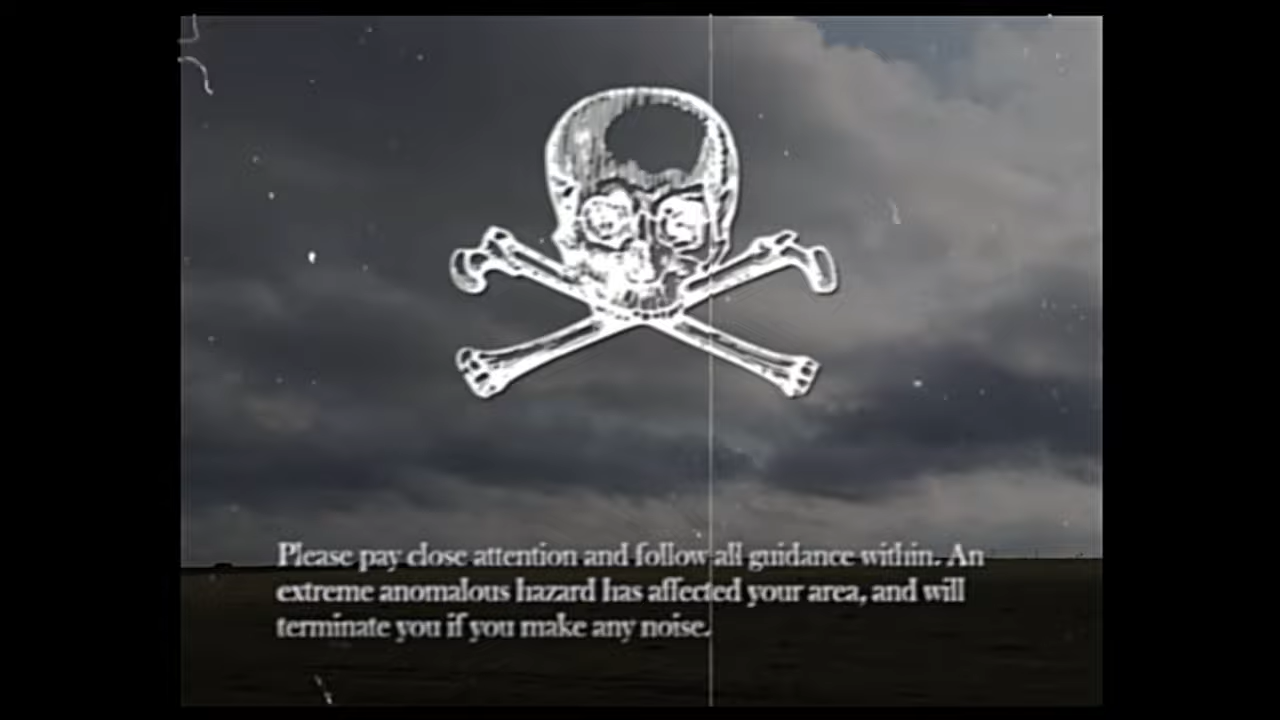 Please pay close attention and follow all guidance within. An
extreme anomalous hazard has affected your area, and will
terminate you if you make any noise.